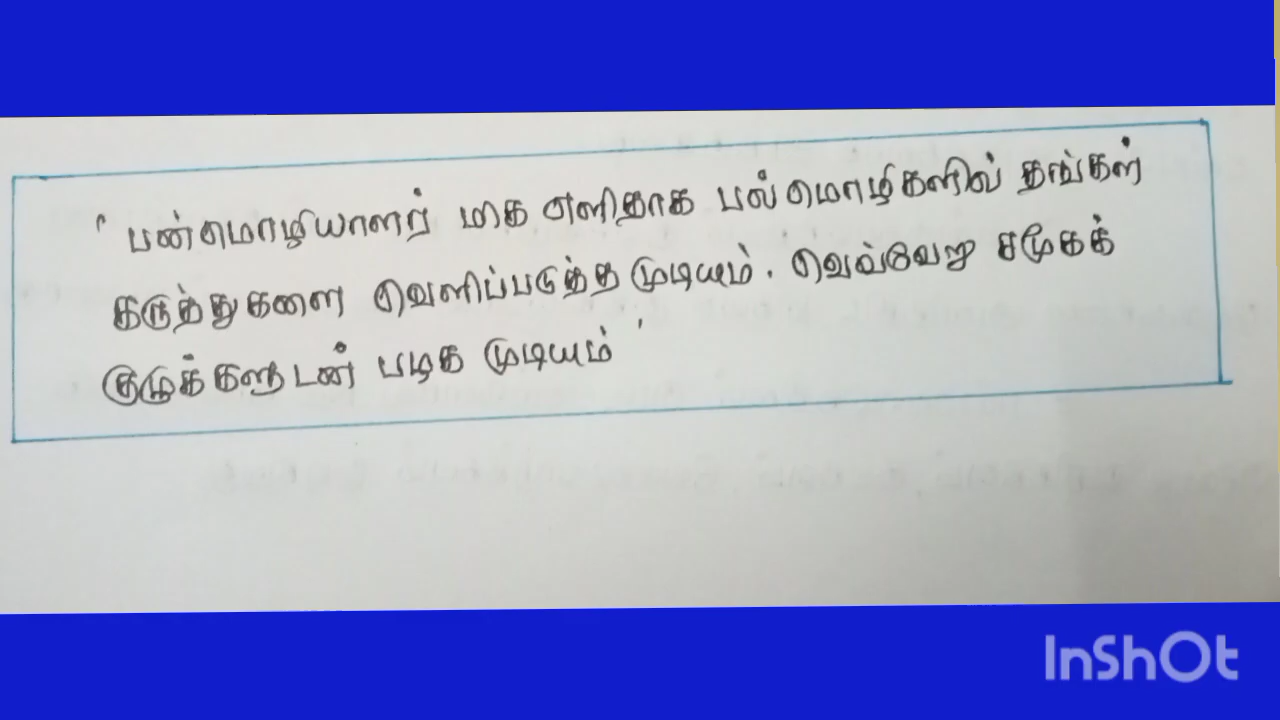 ' பன்மொழியாளர் மிக எளிதாக பல் மொழிகளில் தங்கள்
கருத்துகளை வெளிப்படுத்த முடியும். வெவ்வேறு சமூகக்
குழுக்களுடன் பழக முடியும் '
InShOt